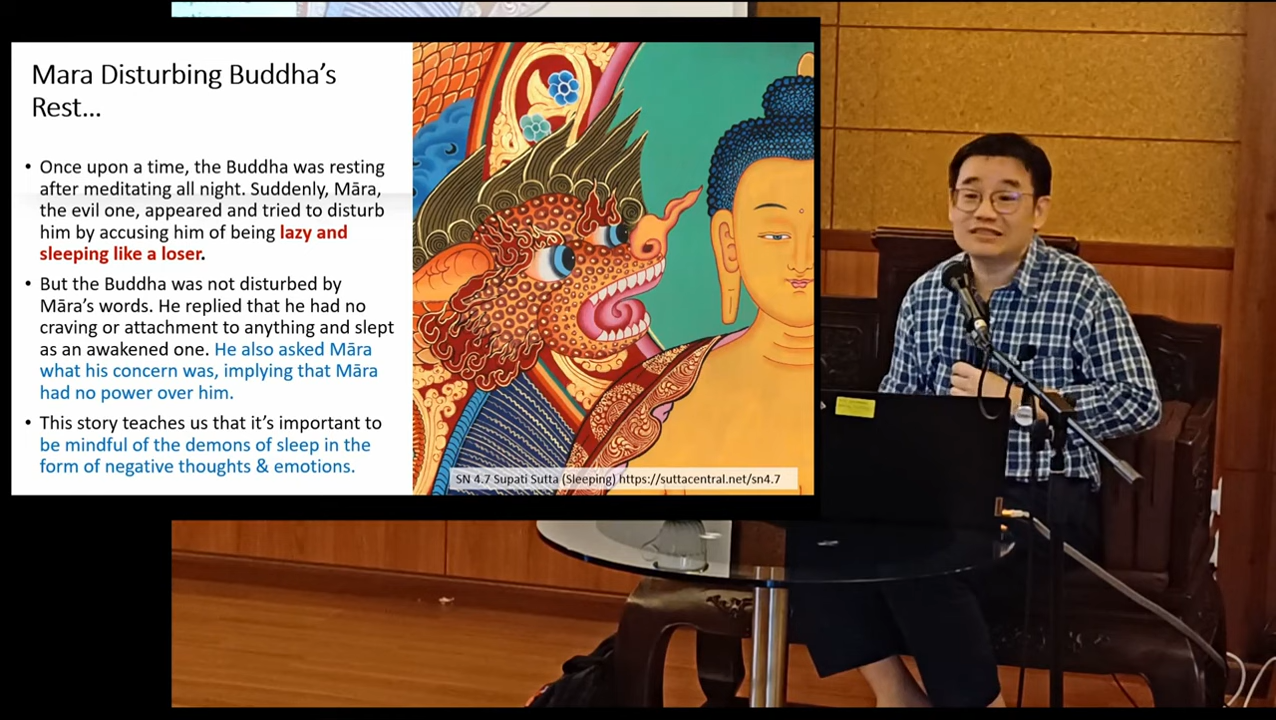 Mara Disturbing Buddha's
Rest...
• Once upon a time, the Buddha was resting
after meditating all night. Suddenly, Māra,
the evil one, appeared and tried to disturb
him by accusing him of being lazy and
sleeping like a loser.
• But the Buddha was not disturbed by
Māra's words. He replied that he had no
craving or attachment to anything and slept
as an awakened one. He also asked Māra
what his concern was, implying that Māra
had no power over him.
• This story teaches us that it's important to
be mindful of the demons of sleep in the
form of negative thoughts & emotions.
SN 4.7 Supati Sutta (Sleeping) https://suttacentral.net/sn4.7